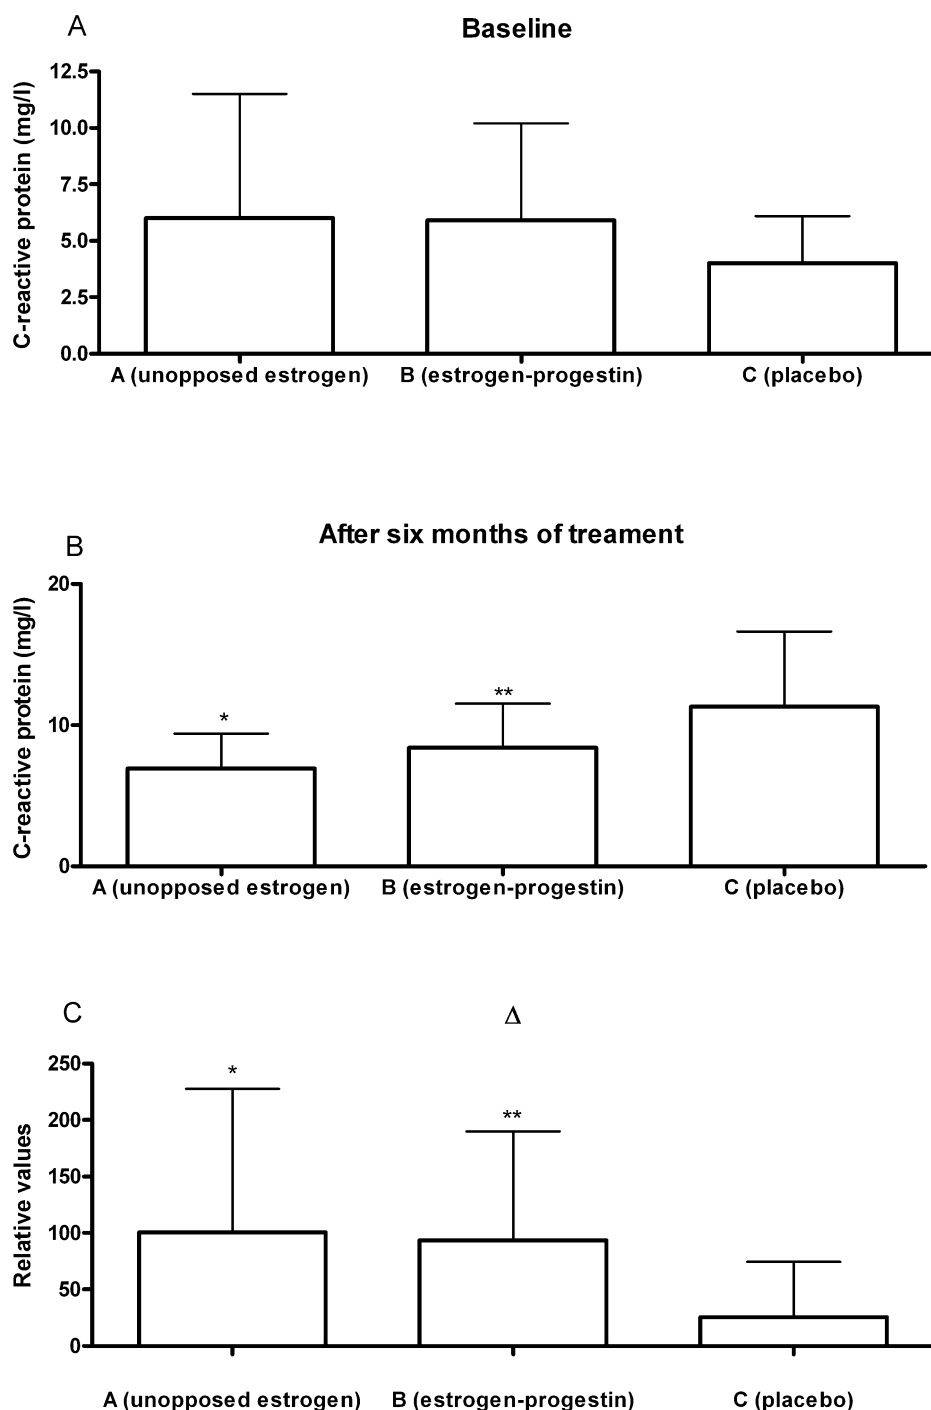 A
Baseline
C-reactive protein (mg/l)
12.5
10.0
7.5
5.0
2.5
0.0
A (unopposed estrogen) B (estrogen-progestin) C (placebo)
B
After six months of treament
C-reactive protein (mg/l)
20
*
**
10
0
A (unopposed estrogen) B (estrogen-progestin) C (placebo)
C
Δ
Relative values
250
*
200
**
150
100
50
0
A (unopposed estrogen) B (estrogen-progestin) C (placebo)